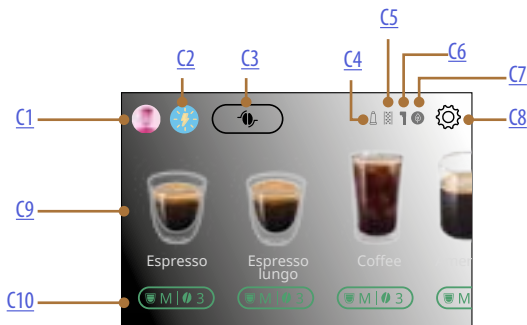 C5
C6
C2
C3
C4
C7
C1
C8
C9
Espresso
Espresso
lungo
Coffee
C10
M 3
M 3
M 3
M